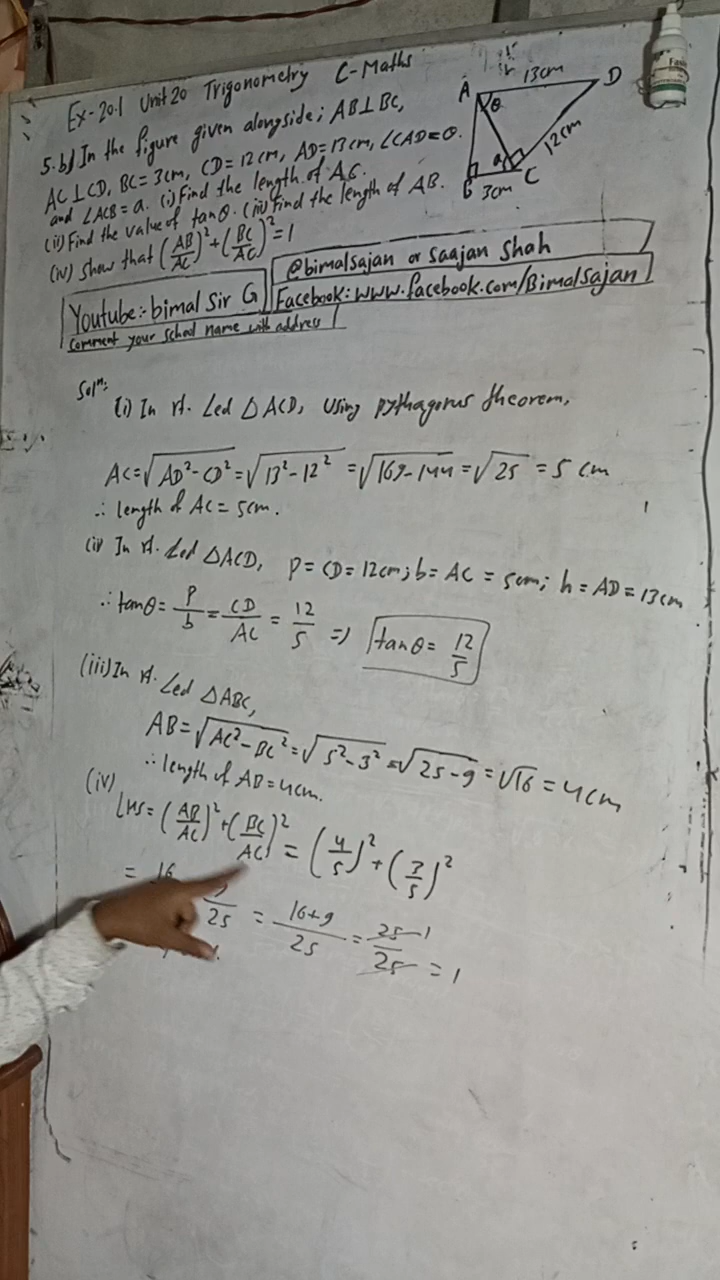 Ex-20.1 Unit 20 Trigonometry C-Maths
5.b) In the figure given alongside; AB⊥BC,
AC⊥CD, BC=3cm, CD=12cm, AD=13cm, ∠CAD=θ.
and ∠ACB=a. (i) Find the length of AC.
(ii) Find the value of tanθ. (iii) Find the length of AB.
(iv) Show that (AB/AC)²+(BC/AC)²=1
A
θ
13cm
D
12cm
a
B
3cm
C
Youtube:- bimal Sir G
@bimalsajan or Saajan Shah
Facebook: www.facebook.com/BimalSajan
comment your school name with address
Solⁿ:
(i) In rt. ∠ed △ACD, Using pythagorus theorem,
AC=√AD²-CD²=√13²-12²=√169-144=√25=5 cm
∴ length of AC=5cm.
(ii) In rt. ∠ed △ACD, p=CD=12cm; b=AC=5cm; h=AD=13cm
∴ tanθ=p/b=CD/AC=12/5 => tanθ=12/5
(iii) In rt. ∠ed △ABC,
AB=√AC²-BC²=√5²-3²=√25-9=√16=4cm
∴ length of AB=4cm.
(iv)
LHS=(AB/AC)²+(BC/AC)²=(4/5)²+(3/5)²
= 16 /25 = 16+9/25 = 25/25 1 = 1